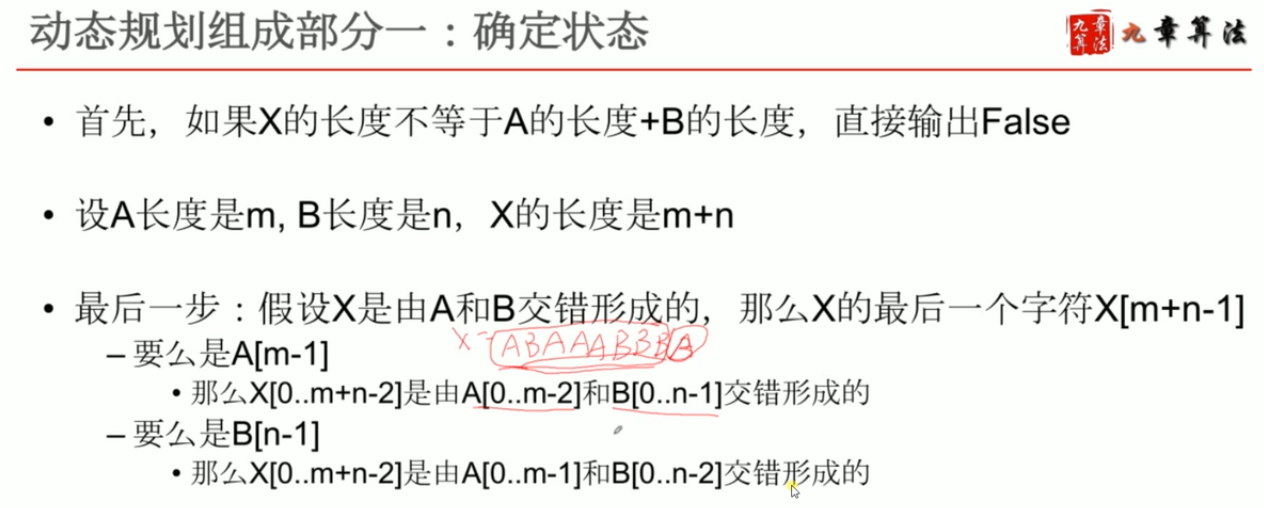 动态规划组成部分一：确定状态
九章算法
九章算法
• 首先，如果X的长度不等于A的长度+B的长度，直接输出False
• 设A长度是m, B长度是n，X的长度是m+n
• 最后一步：假设X是由A和B交错形成的，那么X的最后一个字符X[m+n-1]
X=ABAAABBBA
– 要么是A[m-1]
• 那么X[0..m+n-2]是由A[0..m-2]和B[0..n-1]交错形成的
– 要么是B[n-1]
• 那么X[0..m+n-2]是由A[0..m-1]和B[0..n-2]交错形成的